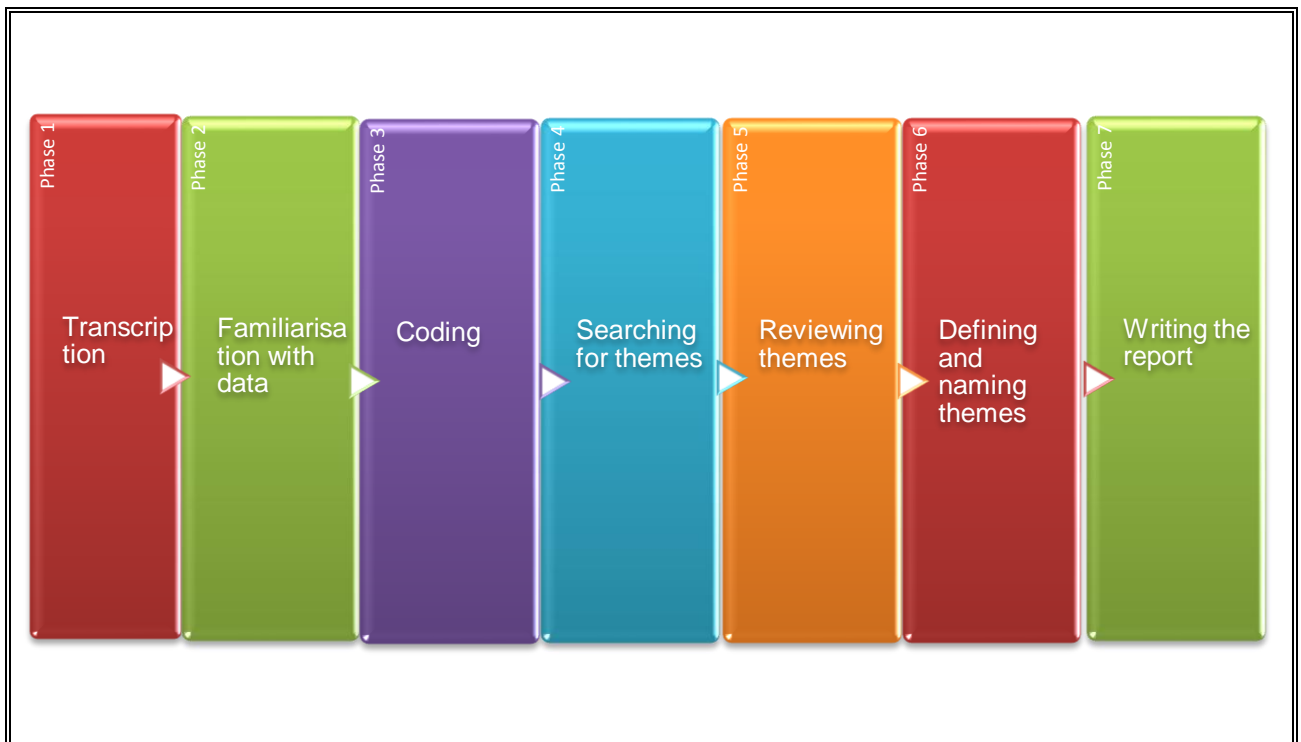 Phase 1
Transcrip
tion
Phase 2
Familiarisa
tion with
data
Phase 3
Coding
Phase 4
Searching
for themes
Phase 5
Reviewing
themes
Phase 6
Defining
and
naming
themes
Phase 7
Writing the
report